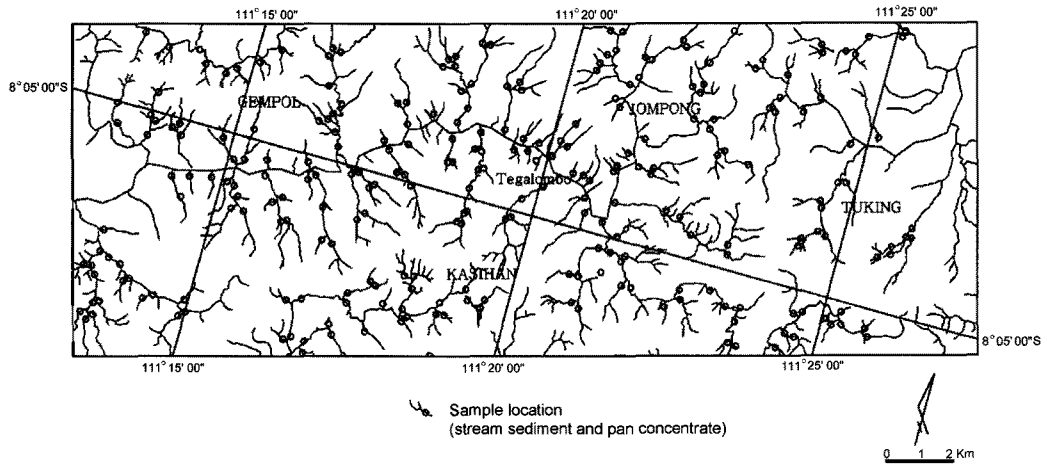 111° 15' 00"
111° 20' 00"
111° 25' 00"
8° 05' 00"S
GEMPOL
JOMPONG
Tegalombo
TUKING
KASIHAN
8° 05' 00"S
111° 15' 00"
111° 20' 00"
111° 25' 00"
Sample location
(stream sediment and pan concentrate)
0 1 2 Km